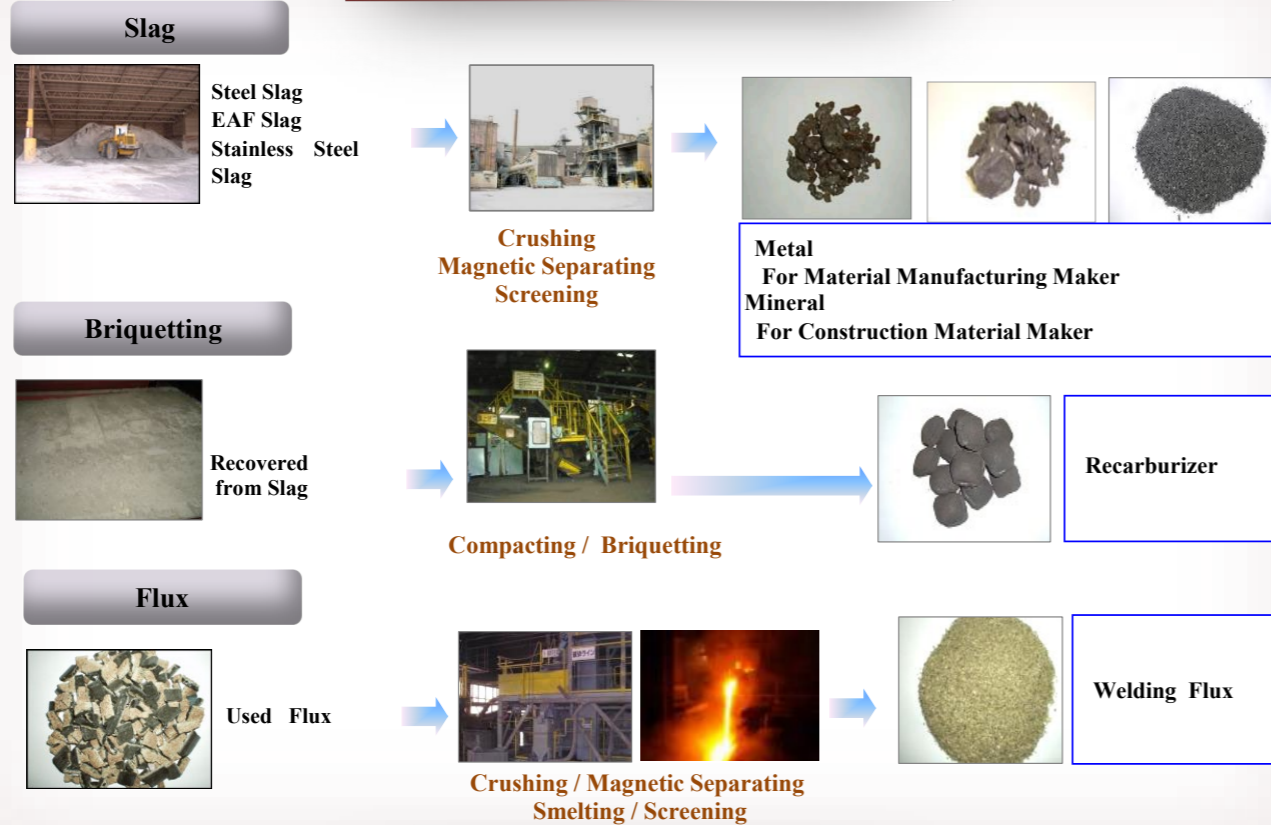 Slag
Steel Slag
EAF Slag
Stainless Steel
Slag
Crushing
Magnetic Separating
Screening
Metal
For Material Manufacturing Maker
Mineral
For Construction Material Maker
Briquetting
Recovered
from Slag
Compacting / Briquetting
Recarburizer
Flux
Used Flux
Crushing / Magnetic Separating
Smelting / Screening
Welding Flux